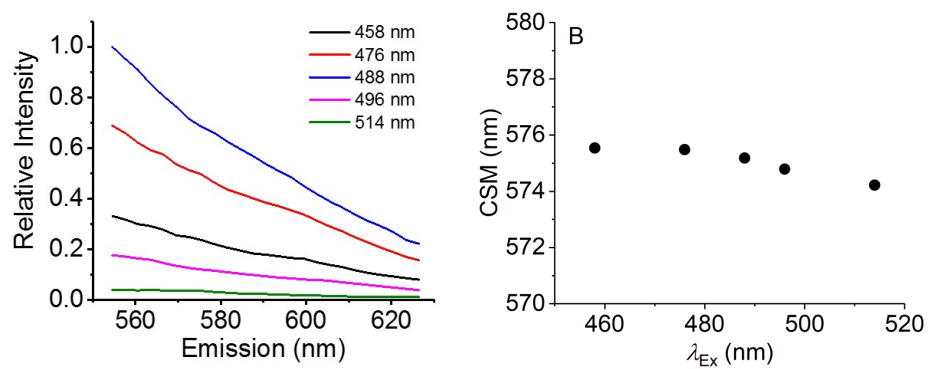 Relative Intensity
1.0
0.8
0.6
0.4
0.2
0.0
560
580
600
620
Emission (nm)
458 nm
476 nm
488 nm
496 nm
514 nm
B
CSM (nm)
580
578
576
574
572
570
460
480
500
520
λEx (nm)